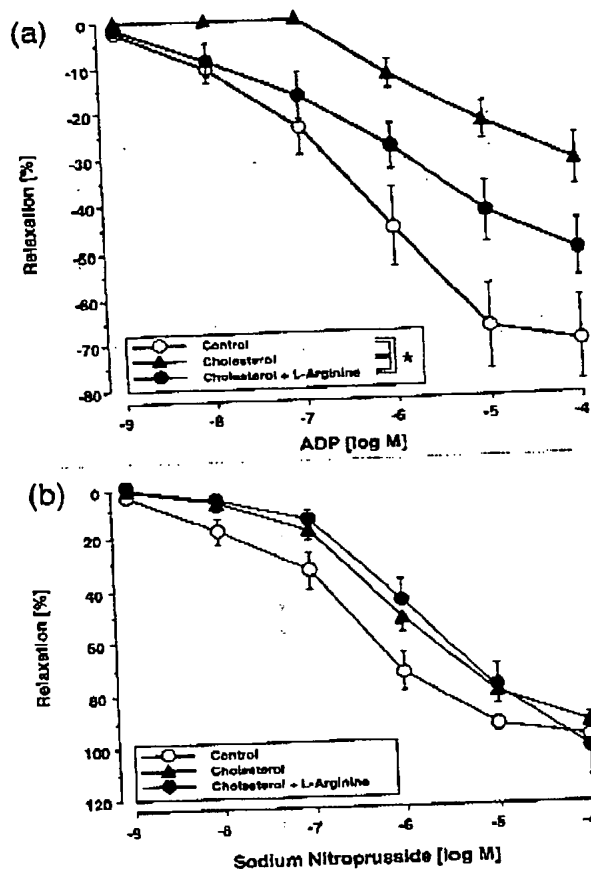 (a)
0
-10
-20
-30
-40
-50
-60
-70
-80
Relaxation [%]
Control
Cholesterol
Cholesterol + L-Arginine
*
-9 -8 -7 -6 -5 -4
ADP [log M]
(b)
0
20
40
60
80
100
120
Relaxation [%]
Control
Cholesterol
Cholesterol + L-Arginine
-9 -8 -7 -6 -5 -4
Sodium Nitroprusside [log M]